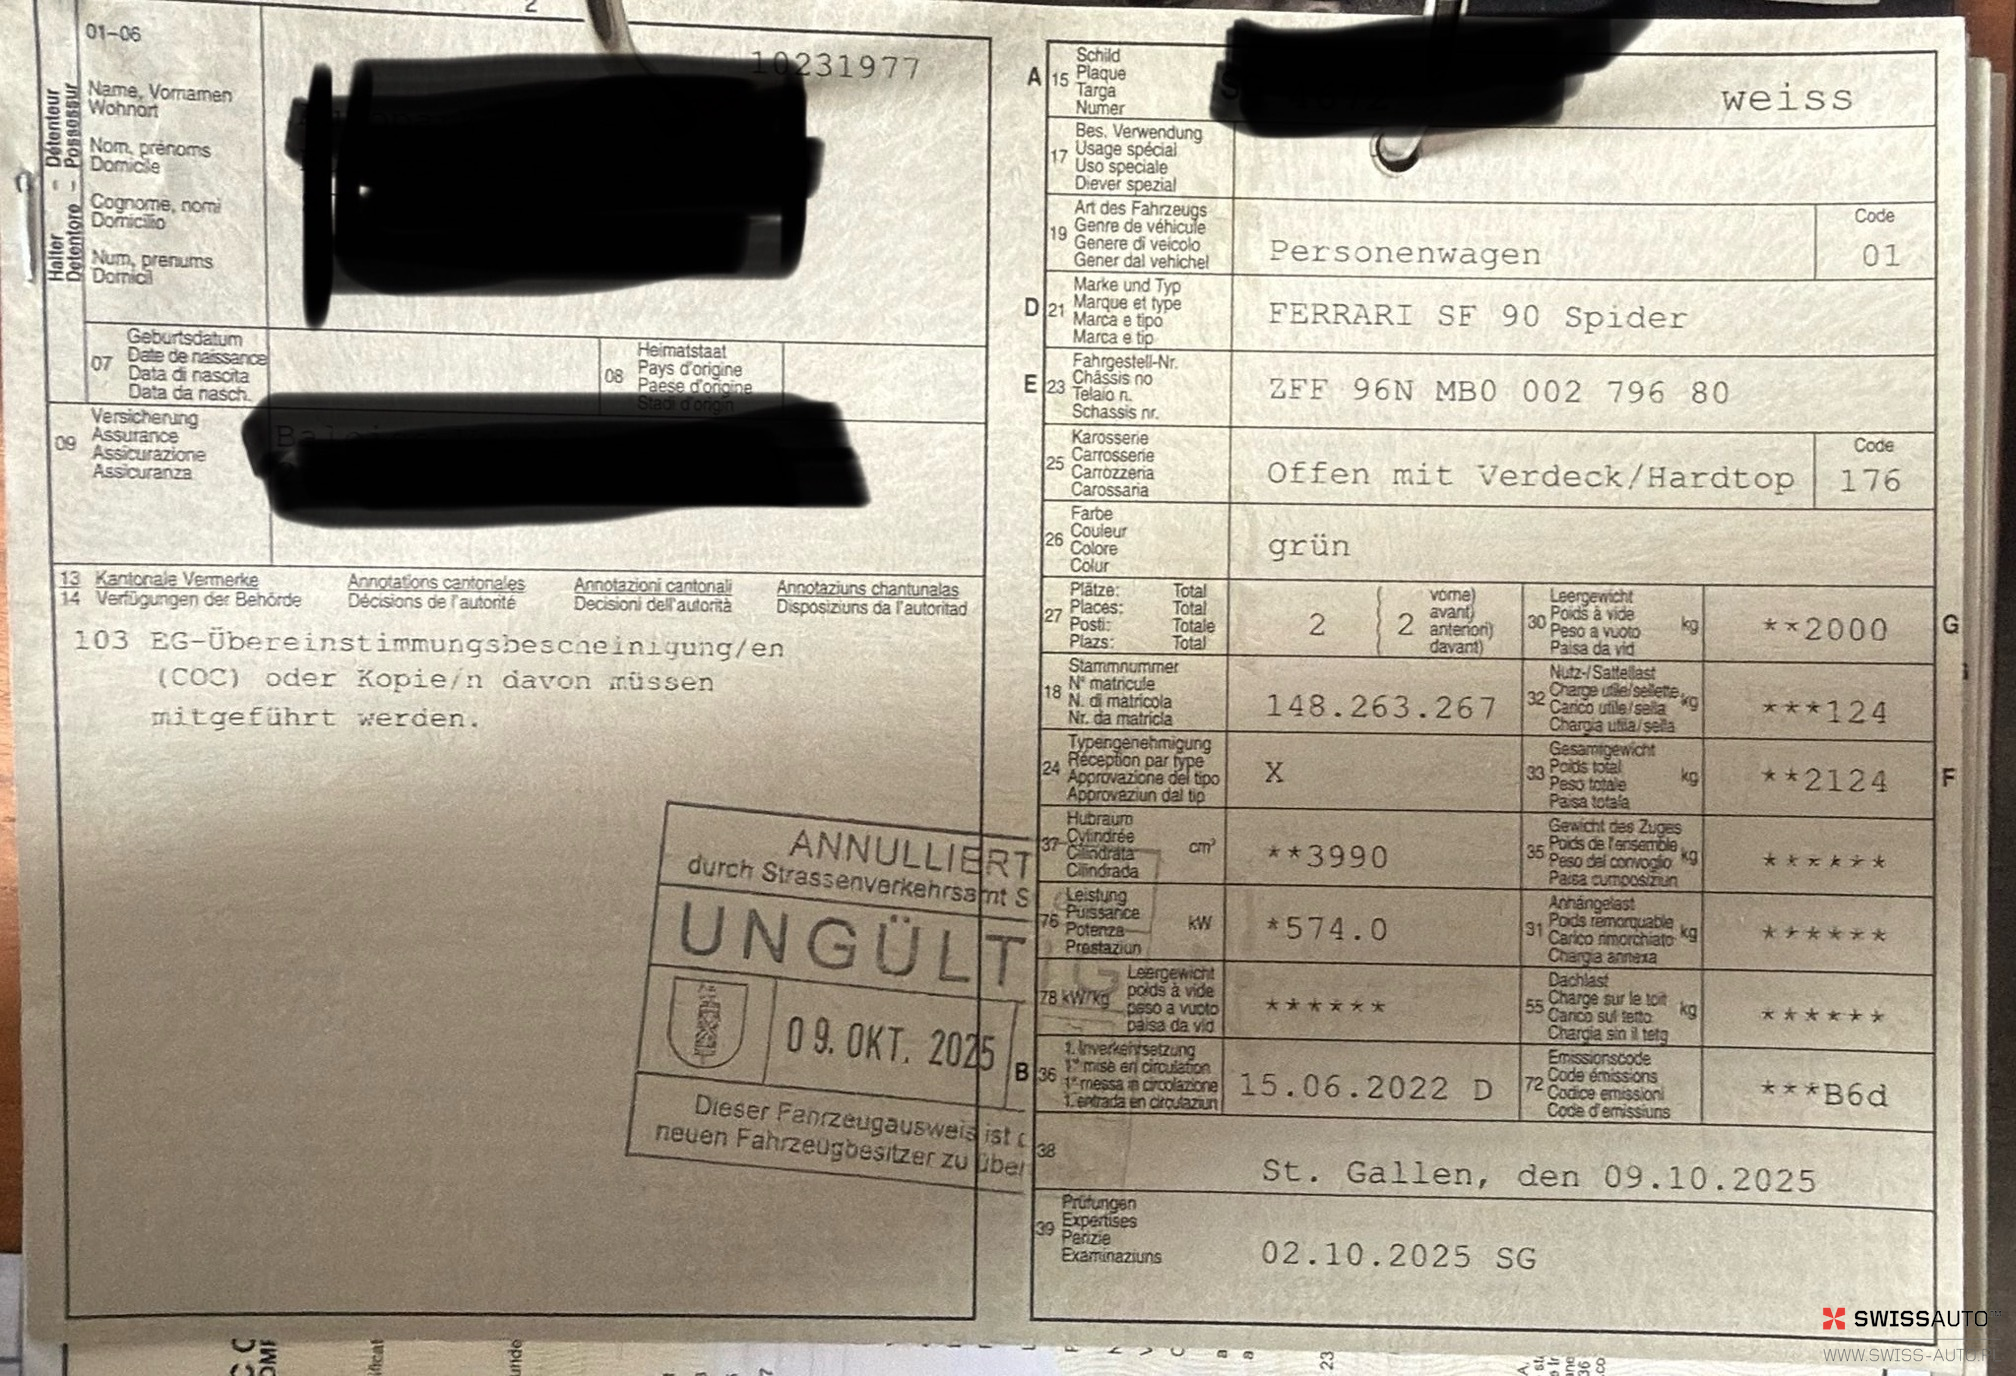 01-06
10231977
Halter - Détenteur
Detentore - Possessur
Name, Vornamen
Wohnort
Nom, prénoms
Domicile
Cognome, nomi
Domicilio
Num, prenums
Domicil
07
Geburtsdatum
Date de naissance
Data di nascita
Data da nasch.
08
Heimatstaat
Pays d'origine
Paese d'origine
Stadi d'origin
09
Versicherung
Assurance
Assicurazione
Assicuranza
13 Kantonale Vermerke Annotations cantonales Annotazioni cantonali Annotaziuns chantunalas
14 Verfügungen der Behörde Décisions de l'autorité Decisioni dell'autorità Disposiziuns da l'autoritad
103 EG-Übereinstimmungsbescheinigung/en
(COC) oder Kopie/n davon müssen
mitgeführt werden.
ANNULLIERT
durch Strassenverkehrsamt S
UNGÜLT
09. OKT. 2025
Dieser Fahrzeugausweis ist
neuen Fahrzeugbesitzer zu über
A 15
Schild
Plaque
Targa
Numer
weiss
17
Bes. Verwendung
Usage spécial
Uso speciale
Diever spezial
19
Art des Fahrzeugs
Genre de véhicule
Genere di veicolo
Gener dal vehichel
Personenwagen
Code
01
D 21
Marke und Typ
Marque et type
Marca e tipo
Marca e tip
FERRARI SF 90 Spider
E 23
Fahrgestell-Nr.
Châssis no
Telaio n.
Schassis nr.
ZFF 96N MB0 002 796 80
25
Karosserie
Carrosserie
Carrozzeria
Carossaria
Offen mit Verdeck/Hardtop
Code
176
26
Farbe
Couleur
Colore
Colur
grün
27
Plätze: Total
Places: Total
Posti: Totale
Plazs: Total
2
2
vorne)
avant)
anteriori)
davant)
30
Leergewicht
Poids à vide
Peso a vuoto
Paisa da vid
kg
**2000
G
18
Stammnummer
N° matricule
N. di matricola
Nr. da matricla
148.263.267
32
Nutz-/Sattellast
Charge utile/sellette
Carico utile/sella
Chargia utila/sella
kg
***124
24
Typengenehmigung
Réception par type
Approvazione del tipo
Approvaziun dal tip
X
33
Gesamtgewicht
Poids total
Peso totale
Paisa totala
kg
**2124
F
37
Hubraum
Cylindrée
Cilindrata
Cilindrada
cm³
**3990
35
Gewicht des Zuges
Poids de l'ensemble
Peso del convoglio
Paisa cumposiziun
kg
******
76
Leistung
Puissance
Potenza
Prestaziun
kW
*574.0
31
Anhängelast
Poids remorquable
Carico rimorchiato
Chargia annexa
kg
******
78 kW/kg
Leergewicht
poids à vide
peso a vuoto
paisa da vid
******
55
Dachlast
Charge sur le toit
Carico sul tetto
Chargia sin il tetg
kg
******
B 36
1. Inverkehrsetzung
1re mise en circulation
1a messa in circolazione
1. entrada en circulaziun
15.06.2022 D
72
Emissionscode
Code émissions
Codice emissioni
Code d'emissiuns
***B6d
38
St. Gallen, den 09.10.2025
39
Prüfungen
Expertises
Perizie
Examinaziuns
02.10.2025 SG
SWISSAUTO
WWW.SWISS-AUTO.